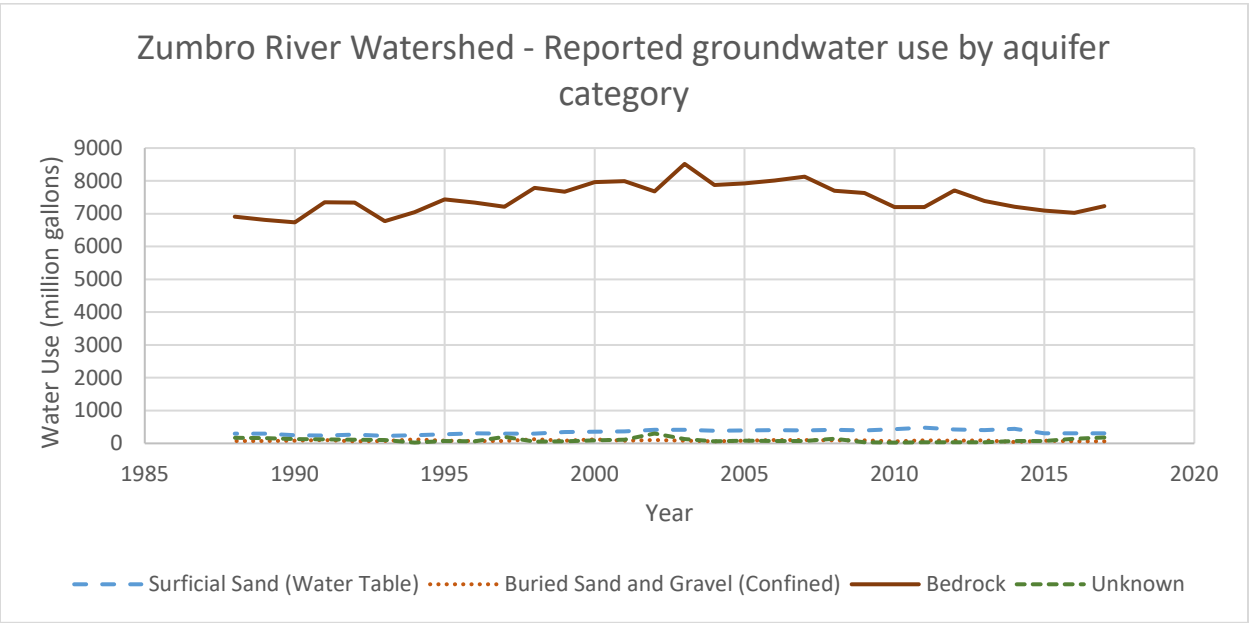 Zumbro River Watershed - Reported groundwater use by aquifer
category
Water Use (million gallons)
9000
8000
7000
6000
5000
4000
3000
2000
1000
0
1985 1990 1995 2000 2005 2010 2015 2020
Year
Surficial Sand (Water Table) Buried Sand and Gravel (Confined) Bedrock Unknown